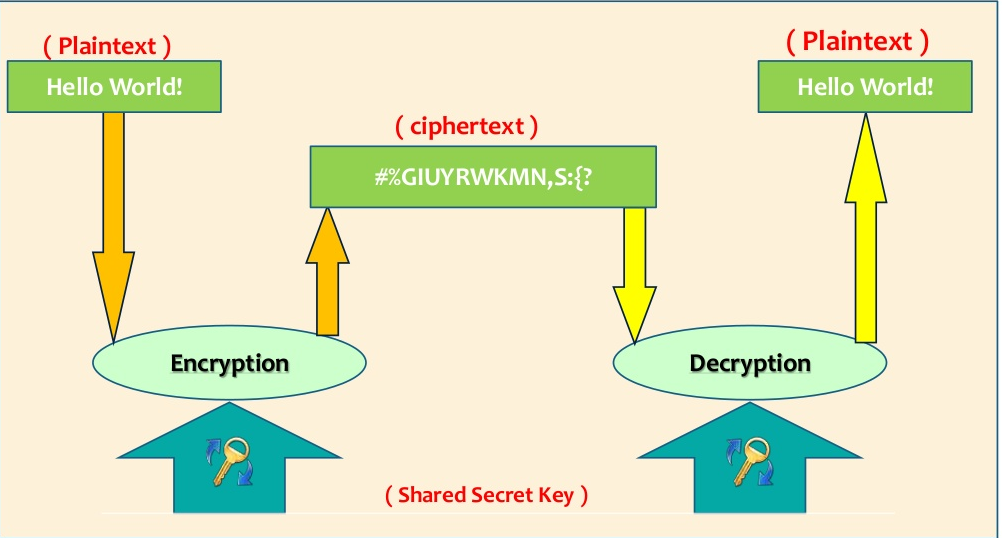 ( Plaintext )
Hello World!
( ciphertext )
#%GIUYRWKMN,S:{?
( Plaintext )
Hello World!
Encryption
Decryption
( Shared Secret Key )